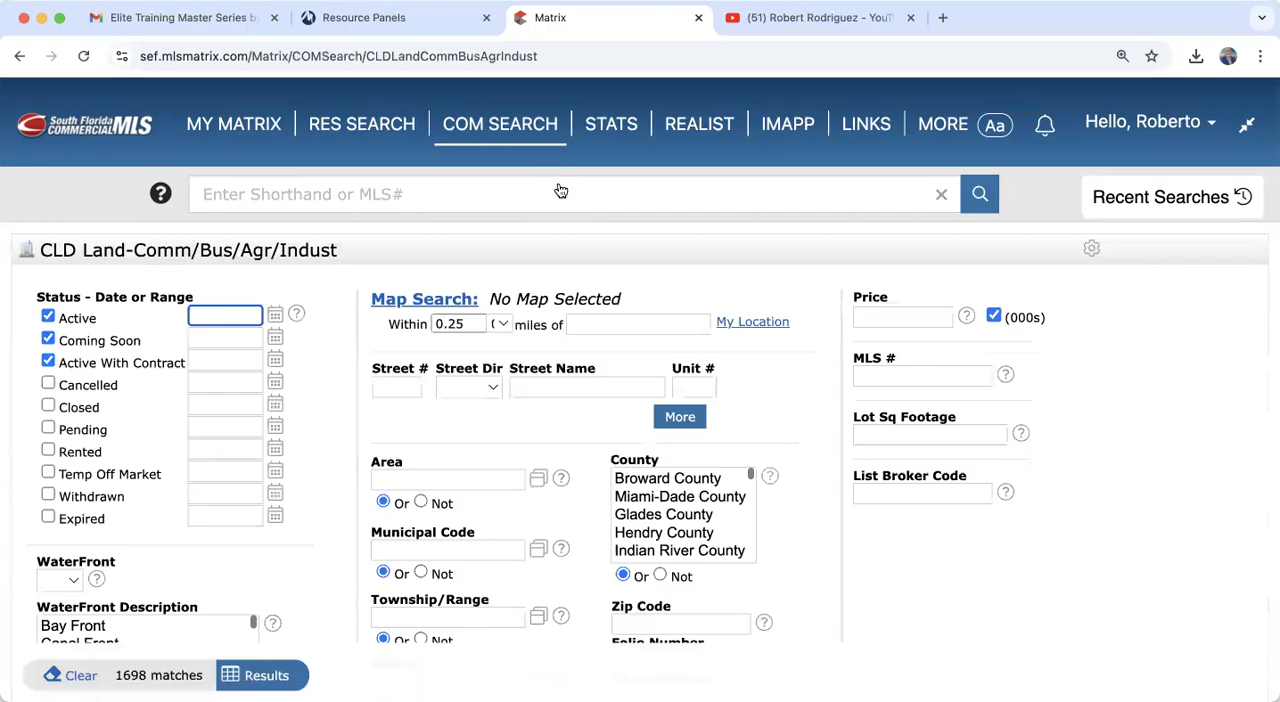 Elite Training Master Series b
Resource Panels
Matrix
(51) Robert Rodriguez - YouT
sef.mlsmatrix.com/Matrix/COMSearch/CLDLandCommBusAgrIndust
South Florida
COMMERCIAL MLS
MY MATRIX
RES SEARCH
COM SEARCH
STATS
REALIST
IMAPP
LINKS
MORE
Aa
Hello, Roberto
Enter Shorthand or MLS#
Recent Searches
CLD Land-Comm/Bus/Agr/Indust
Status - Date or Range
Active
Coming Soon
Active With Contract
Cancelled
Closed
Pending
Rented
Temp Off Market
Withdrawn
Expired
WaterFront
WaterFront Description
Bay Front
Canal Front
Map Search: No Map Selected
Within 0.25 ( miles of My Location
Street # Street Dir Street Name Unit #
More
Area
Or Not
Municipal Code
Or Not
Township/Range
Or Not
County
Broward County
Miami-Dade County
Glades County
Hendry County
Indian River County
Or Not
Zip Code
Folio Number
Price
(000s)
MLS #
Lot Sq Footage
List Broker Code
Clear 1698 matches Results